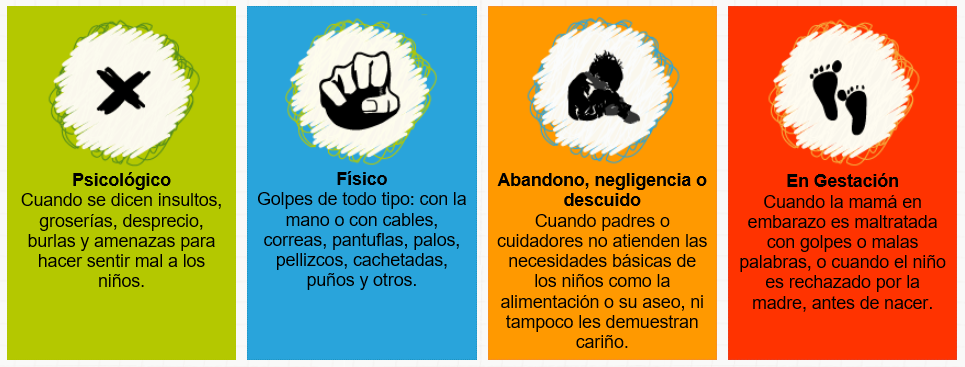 Psicológico
Cuando se dicen insultos,
groserías, desprecio,
burlas y amenazas para
hacer sentir mal a los
niños.
Físico
Golpes de todo tipo: con la
mano o con cables,
correas, pantuflas, palos,
pellizcos, cachetadas,
puños y otros.
Abandono, negligencia o
descuido
Cuando padres o
cuidadores no atienden las
necesidades básicas de
los niños como la
alimentación o su aseo, ni
tampoco les demuestran
cariño.
En Gestación
Cuando la mamá en
embarazo es maltratada
con golpes o malas
palabras, o cuando el niño
es rechazado por la
madre, antes de nacer.